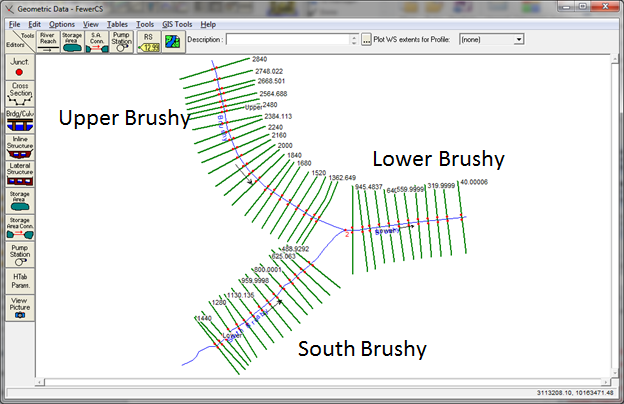 Geometric Data - FewerCS
File Edit Options View Tables Tools GIS Tools Help
Tools
Editors
River
Reach
Storage
Area
S.A.
Conn.
Pump
Station
RS
12.99
Description :
...
Plot WS extents for Profile:
(none)
Junct.
Cross
Section
Brdg/Culv
Inline
Structure
Lateral
Structure
Storage
Area
Storage
Area Conn.
Pump
Station
HTab
Param.
View
Picture
Upper Brushy
2840
2748.022
2668.501
2564.688
Upper
2480
2384.113
2240
2160
2000
1840
1680
1520
1362.649
Lower Brushy
945.4837
559.9999
319.9999
40.00006
2
468.9292
625.063
800.0001
959.9998
1130.136
1280
1440
Lower
South Brushy
3113208.10, 10163471.48